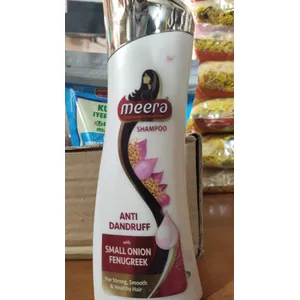 meera
SHAMPOO
ANTI
DANDRUFF
with
SMALL ONION
FENUGREEK
For Strong, Smooth
& Healthy Hair